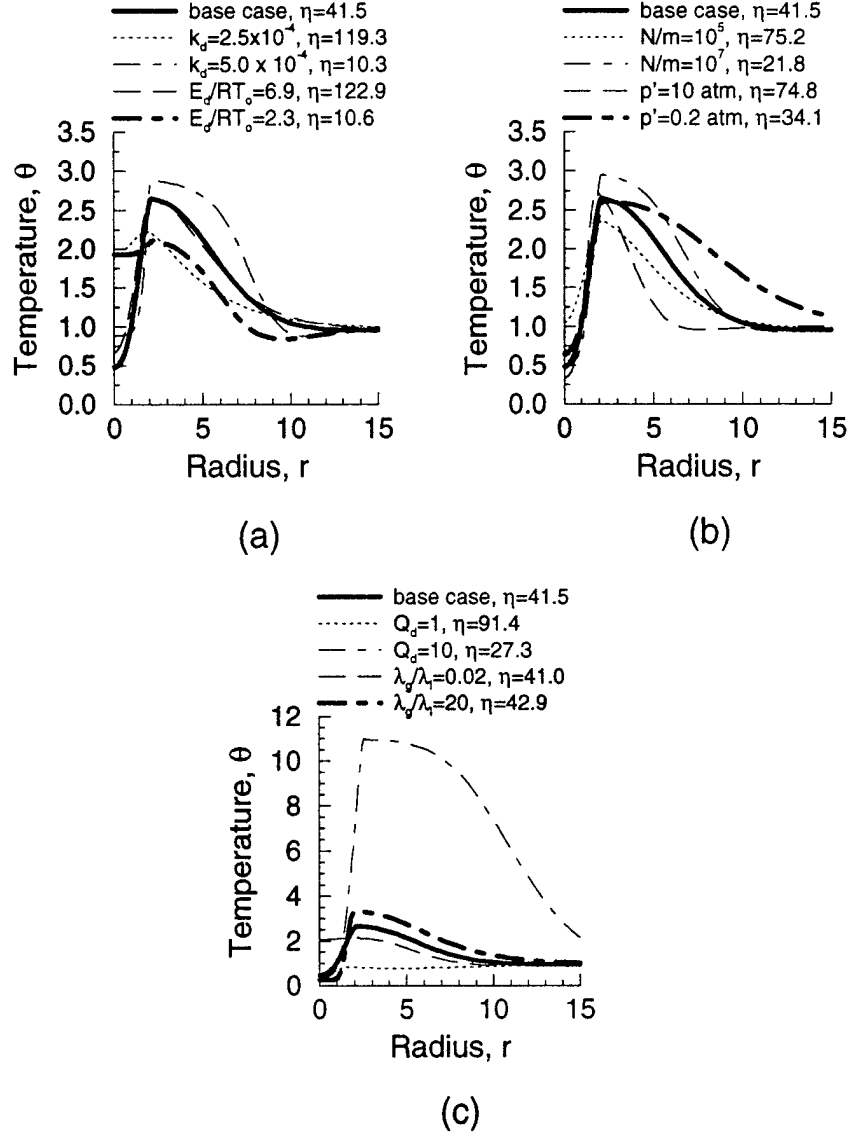 base case, η=41.5
k_d=2.5x10^-4, η=119.3
k_d=5.0 x 10^-4, η=10.3
E_d/RT_o=6.9, η=122.9
E_d/RT_o=2.3, η=10.6
3.5
3.0
2.5
2.0
1.5
1.0
0.5
0.0
Temperature, θ
0 5 10 15
Radius, r
(a)
base case, η=41.5
N/m=10^5, η=75.2
N/m=10^7, η=21.8
p'=10 atm, η=74.8
p'=0.2 atm, η=34.1
3.5
3.0
2.5
2.0
1.5
1.0
0.5
0.0
Temperature, θ
0 5 10 15
Radius, r
(b)
base case, η=41.5
Q_d=1, η=91.4
Q_d=10, η=27.3
λ_g/λ_l=0.02, η=41.0
λ_g/λ_l=20, η=42.9
12
10
8
6
4
2
0
Temperature, θ
0 5 10 15
Radius, r
(c)